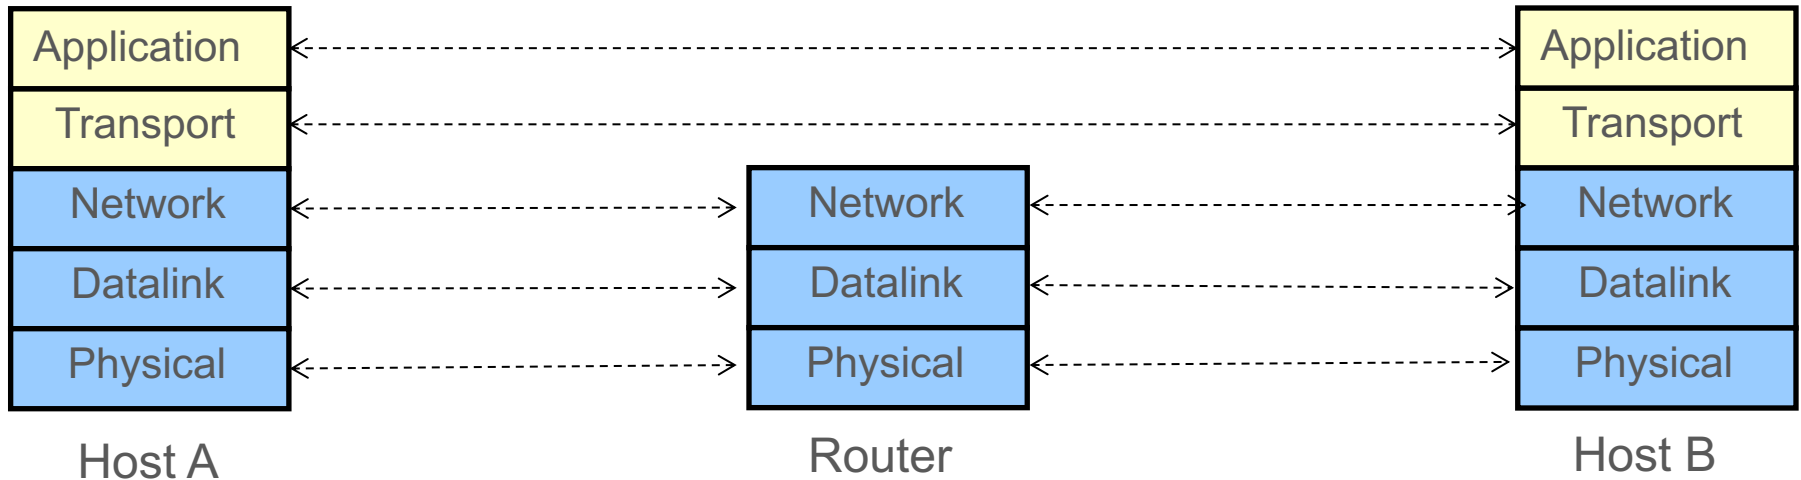 Application
Transport
Network
Datalink
Physical
Host A
Network
Datalink
Physical
Router
Application
Transport
Network
Datalink
Physical
Host B